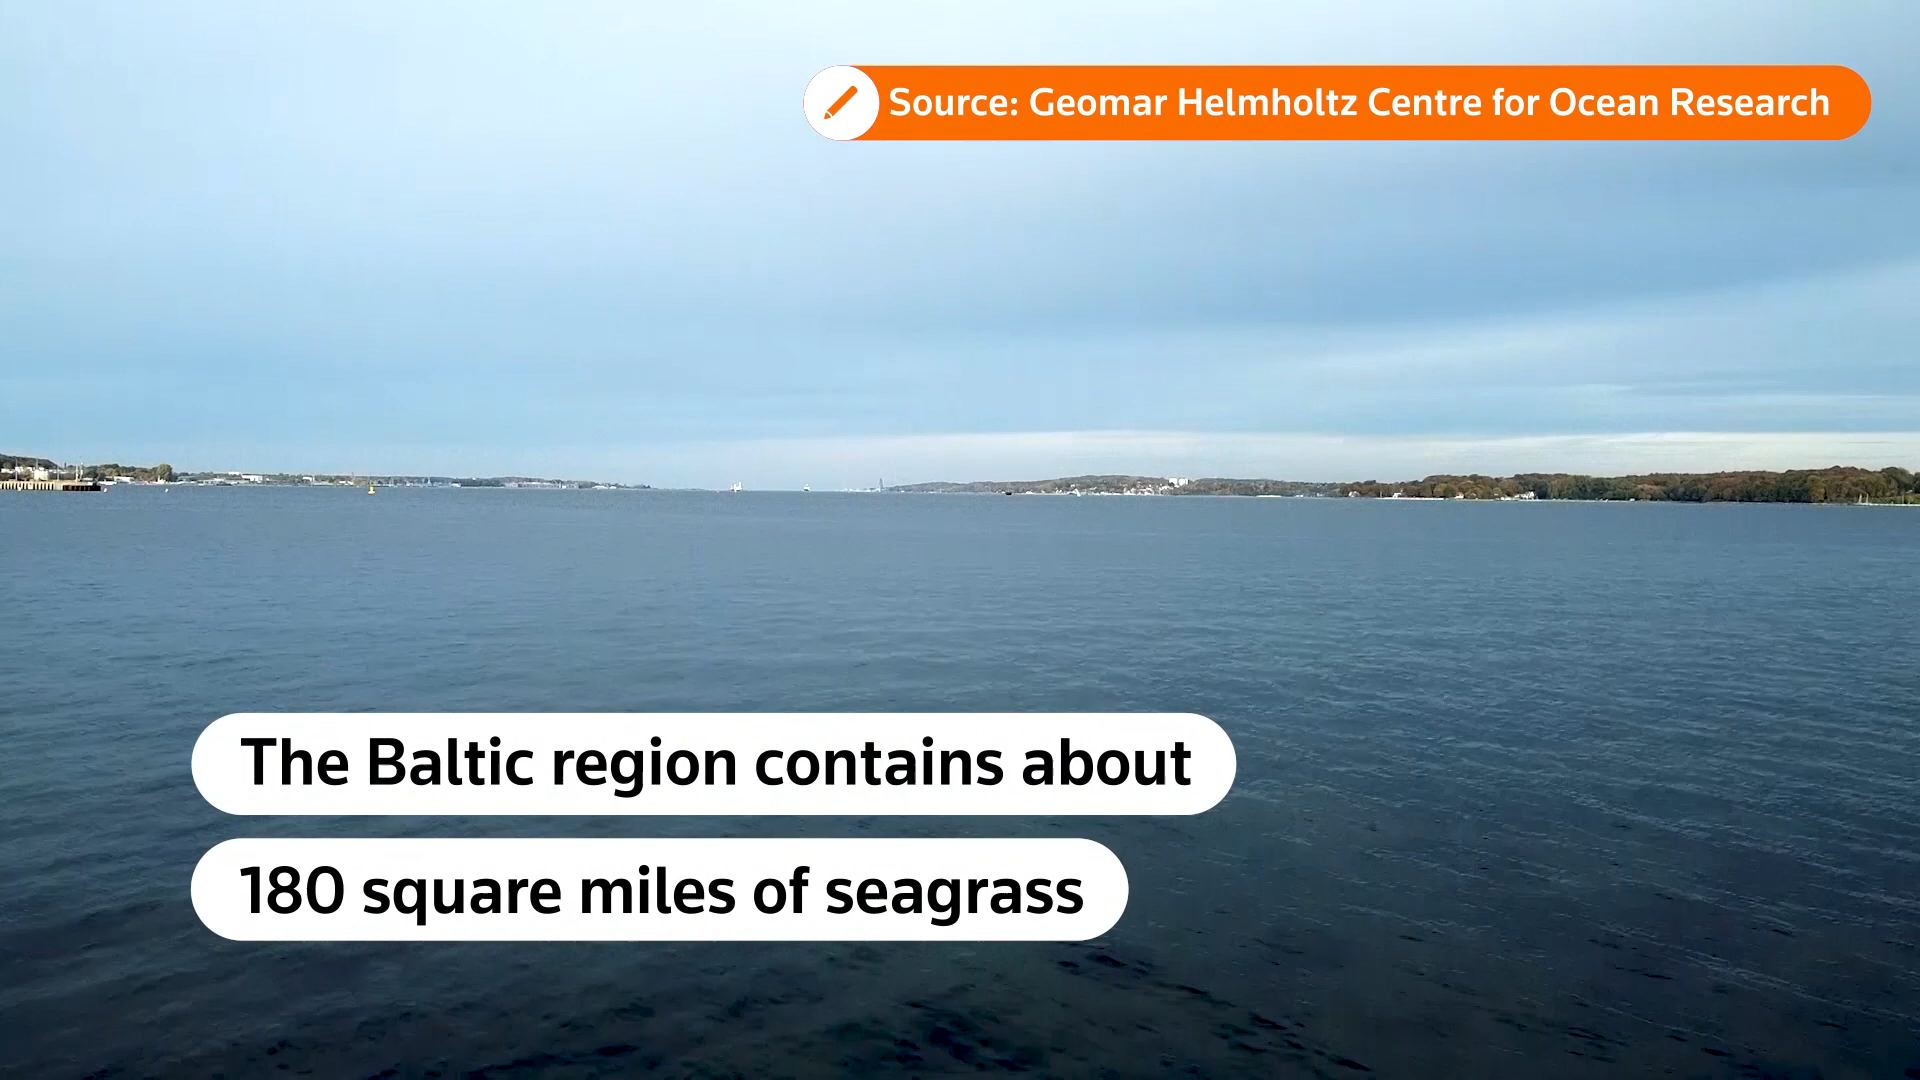 Source: Geomar Helmholtz Centre for Ocean Research
The Baltic region contains about
180 square miles of seagrass